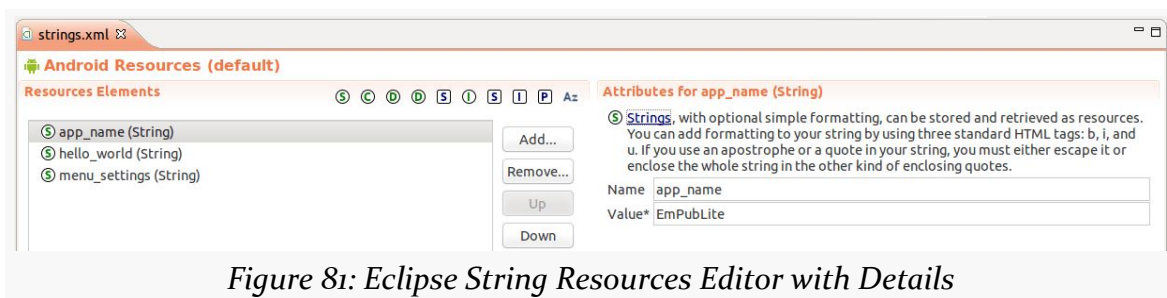 strings.xml
Android Resources (default)
Resources Elements
S C D D S I S I P Az
Attributes for app_name (String)
S app_name (String)
S hello_world (String)
S menu_settings (String)
Add...
Remove...
Up
Down
S Strings, with optional simple formatting, can be stored and retrieved as resources.
You can add formatting to your string by using three standard HTML tags: b, i, and
u. If you use an apostrophe or a quote in your string, you must either escape it or
enclose the whole string in the other kind of enclosing quotes.
Name app_name
Value* EmPubLite
Figure 81: Eclipse String Resources Editor with Details